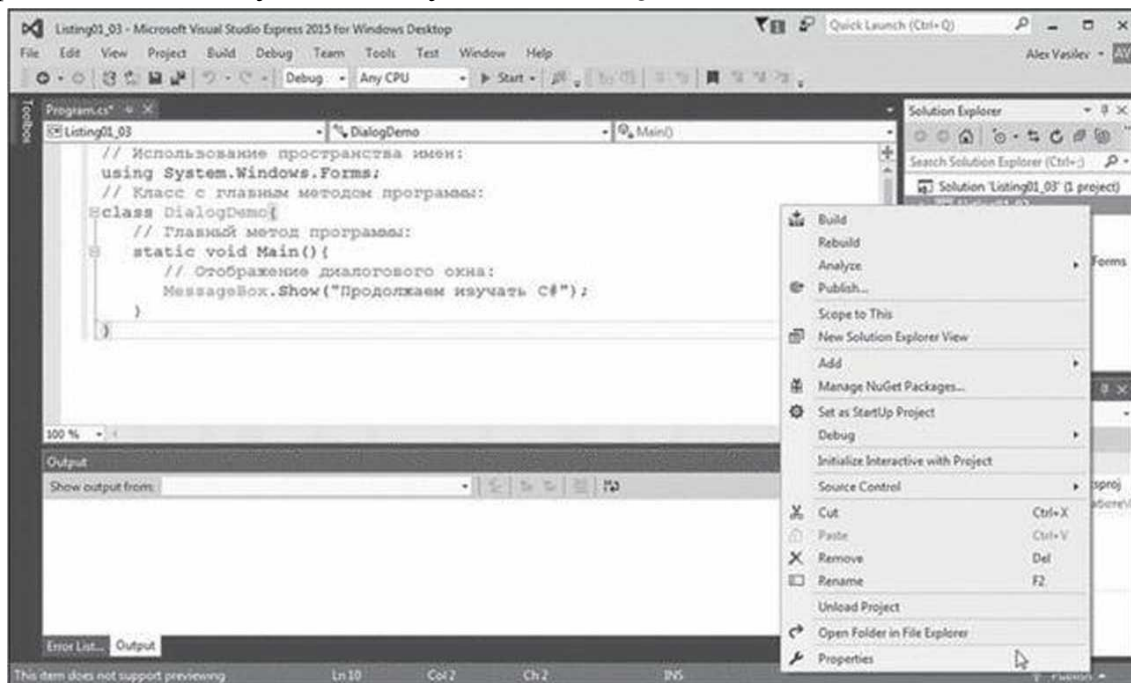 Listing01_03 - Microsoft Visual Studio Express 2015 for Windows Desktop
Quick Launch (Ctrl+Q)
File Edit View Project Build Debug Team Tools Test Window Help
Alex Vasilev
AV
Debug
Any CPU
Start
Toolbox
Program.cs*
Listing01_03
DialogDemo
Main()
// Использование пространства имен:
using System.Windows.Forms;
// Класс с главным методом программы:
class DialogDemo{
// Главный метод программы:
static void Main(){
// Отображение диалогового окна:
MessageBox.Show("Продолжаем изучать C#");
}
}
100 %
Output
Show output from:
Error List... Output
Solution Explorer
Search Solution Explorer (Ctrl+;)
Solution 'Listing01_03' (1 project)
Forms
Build
Rebuild
Analyze
Publish...
Scope to This
New Solution Explorer View
Add
Manage NuGet Packages...
Set as StartUp Project
Debug
Initialize Interactive with Project
Source Control
Cut Ctrl+X
Paste Ctrl+V
Remove Del
Rename F2
Unload Project
Open Folder in File Explorer
Properties
This item does not support previewing
Ln 10 Col 2 Ch 2 INS